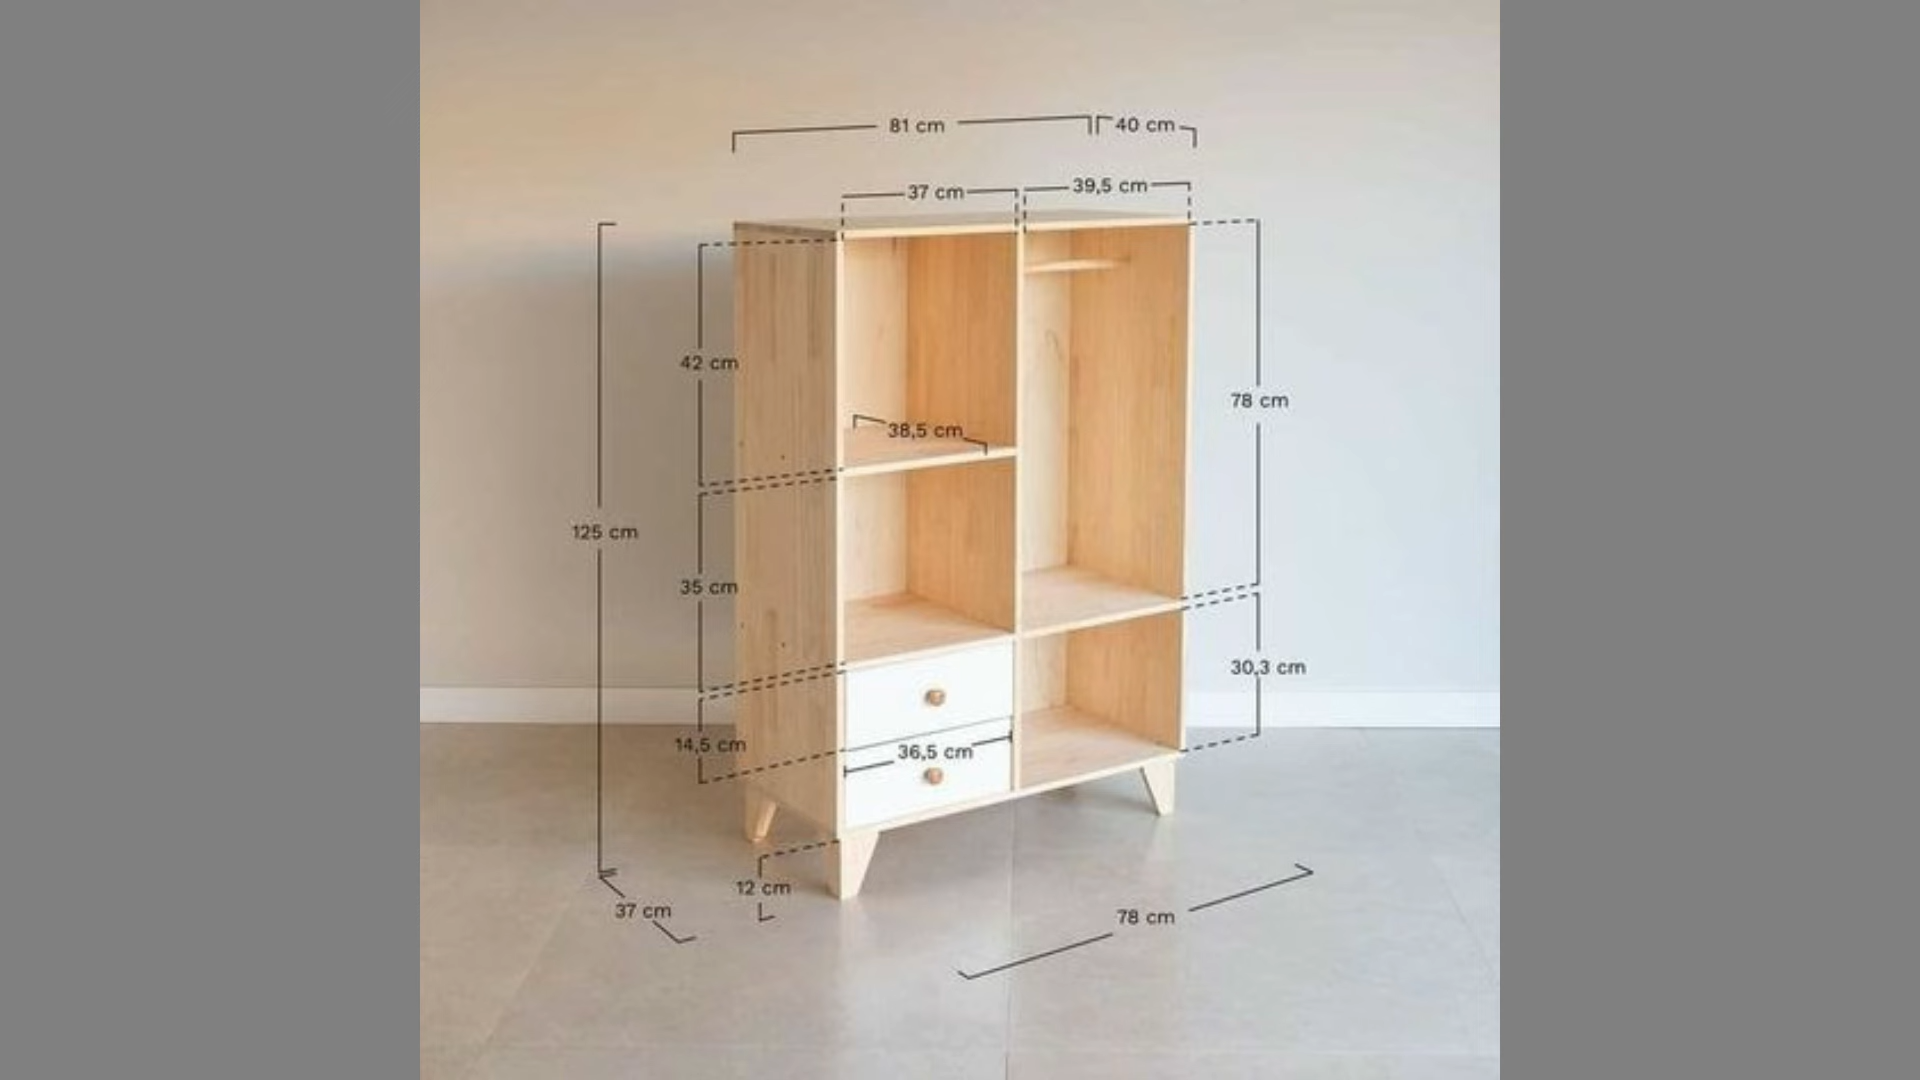 81 cm
40 cm
37 cm
39,5 cm
42 cm
78 cm
38,5 cm
125 cm
35 cm
30,3 cm
14,5 cm
36,5 cm
12 cm
37 cm
78 cm